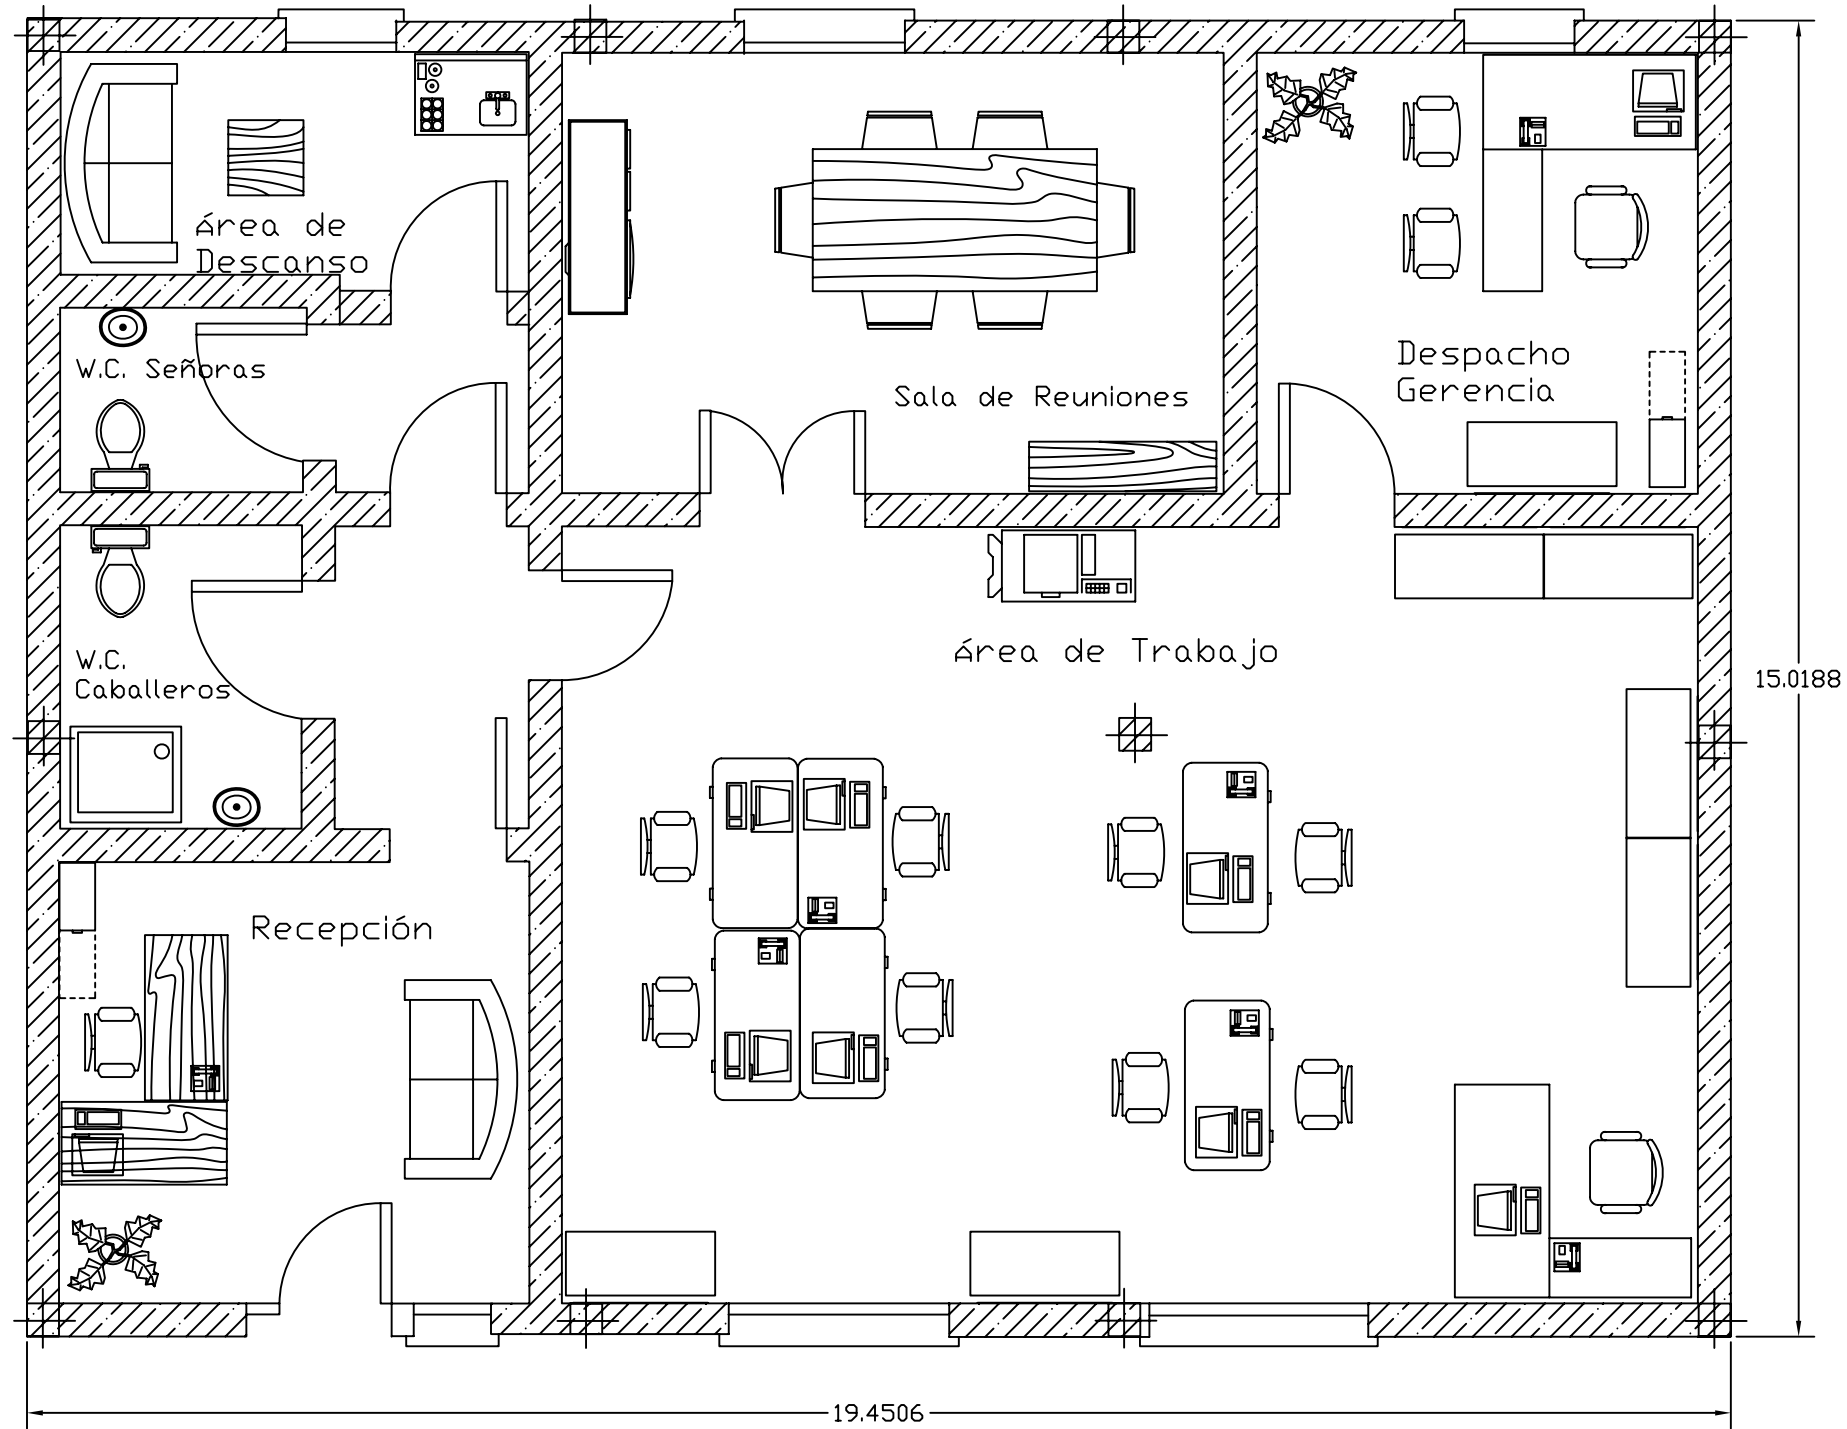 Área de
Descanso
W.C. Señoras
Sala de Reuniones
Despacho
Gerencia
W.C.
Caballeros
Área de Trabajo
15.0188
Recepción
19.4506